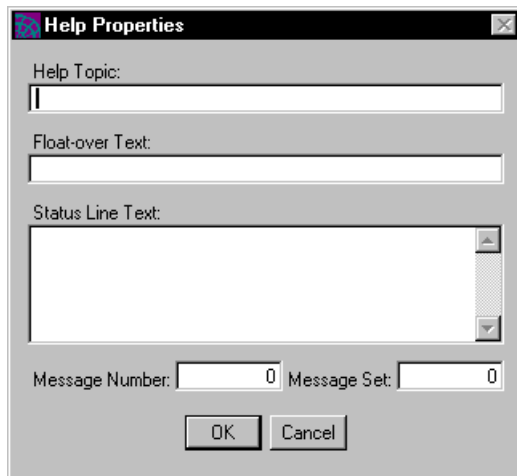 Help Properties
Help Topic:
Float-over Text:
Status Line Text:
Message Number: 0 Message Set: 0
OK Cancel